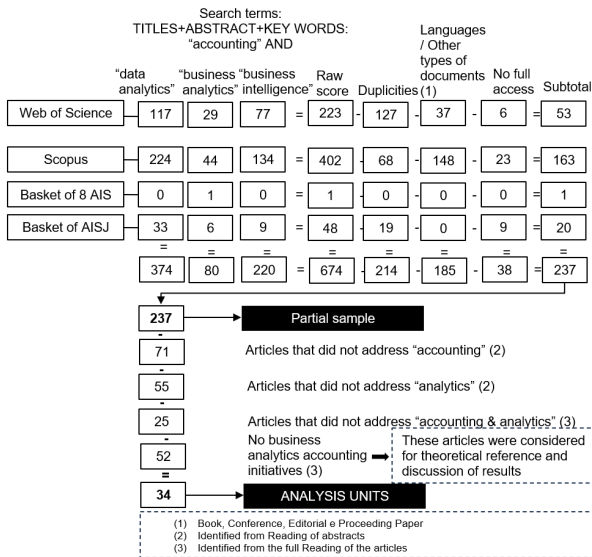 Search terms:
TITLES+ABSTRACT+KEY WORDS:
"accounting" AND
Languages
/ Other
types of
documents
(1)
"data
analytics"
"business
analytics"
"business
intelligence"
Raw
score
Duplicities
No full
access
Subtotal
Web of Science 117 29 77 = 223 - 127 - 37 - 6 = 53
Scopus 224 44 134 = 402 - 68 - 148 - 23 = 163
Basket of 8 AIS 0 1 0 = 1 - 0 - 0 - 0 = 1
Basket of AISJ 33 6 9 = 48 - 19 - 0 - 9 = 20
= = = = = = = =
374 80 220 = 674 - 214 - 185 - 38 = 237
237 Partial sample
-
71 Articles that did not address "accounting" (2)
-
55 Articles that did not address "analytics" (2)
-
25 Articles that did not address "accounting & analytics" (3)
-
52 No business
analytics accounting
initiatives (3)
These articles were considered
for theoretical reference and
discussion of results
=
34 ANALYSIS UNITS
(1) Book, Conference, Editorial e Proceeding Paper
(2) Identified from Reading of abstracts
(3) Identified from the full Reading of the articles